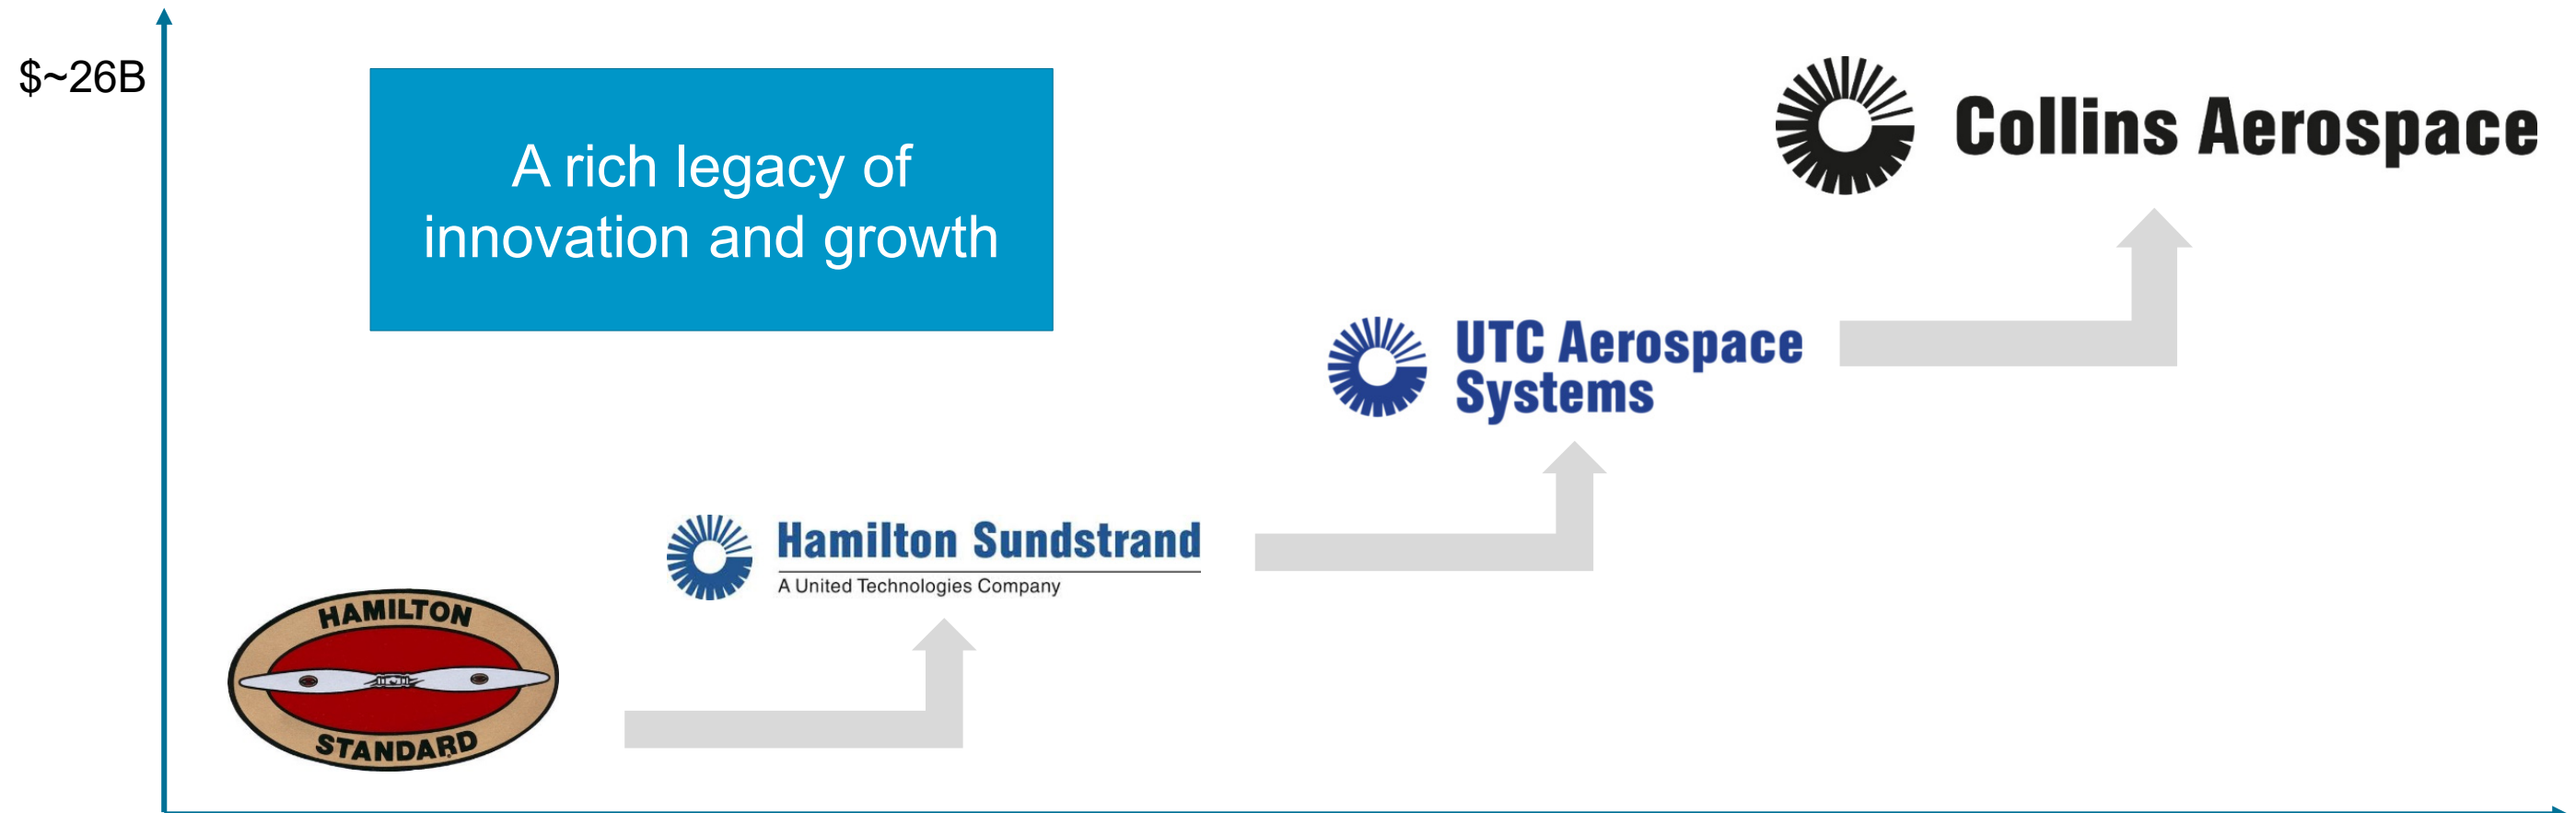 $~26B
A rich legacy of
innovation and growth
Collins Aerospace
UTC Aerospace
Systems
Hamilton Sundstrand
A United Technologies Company
HAMILTON
STANDARD